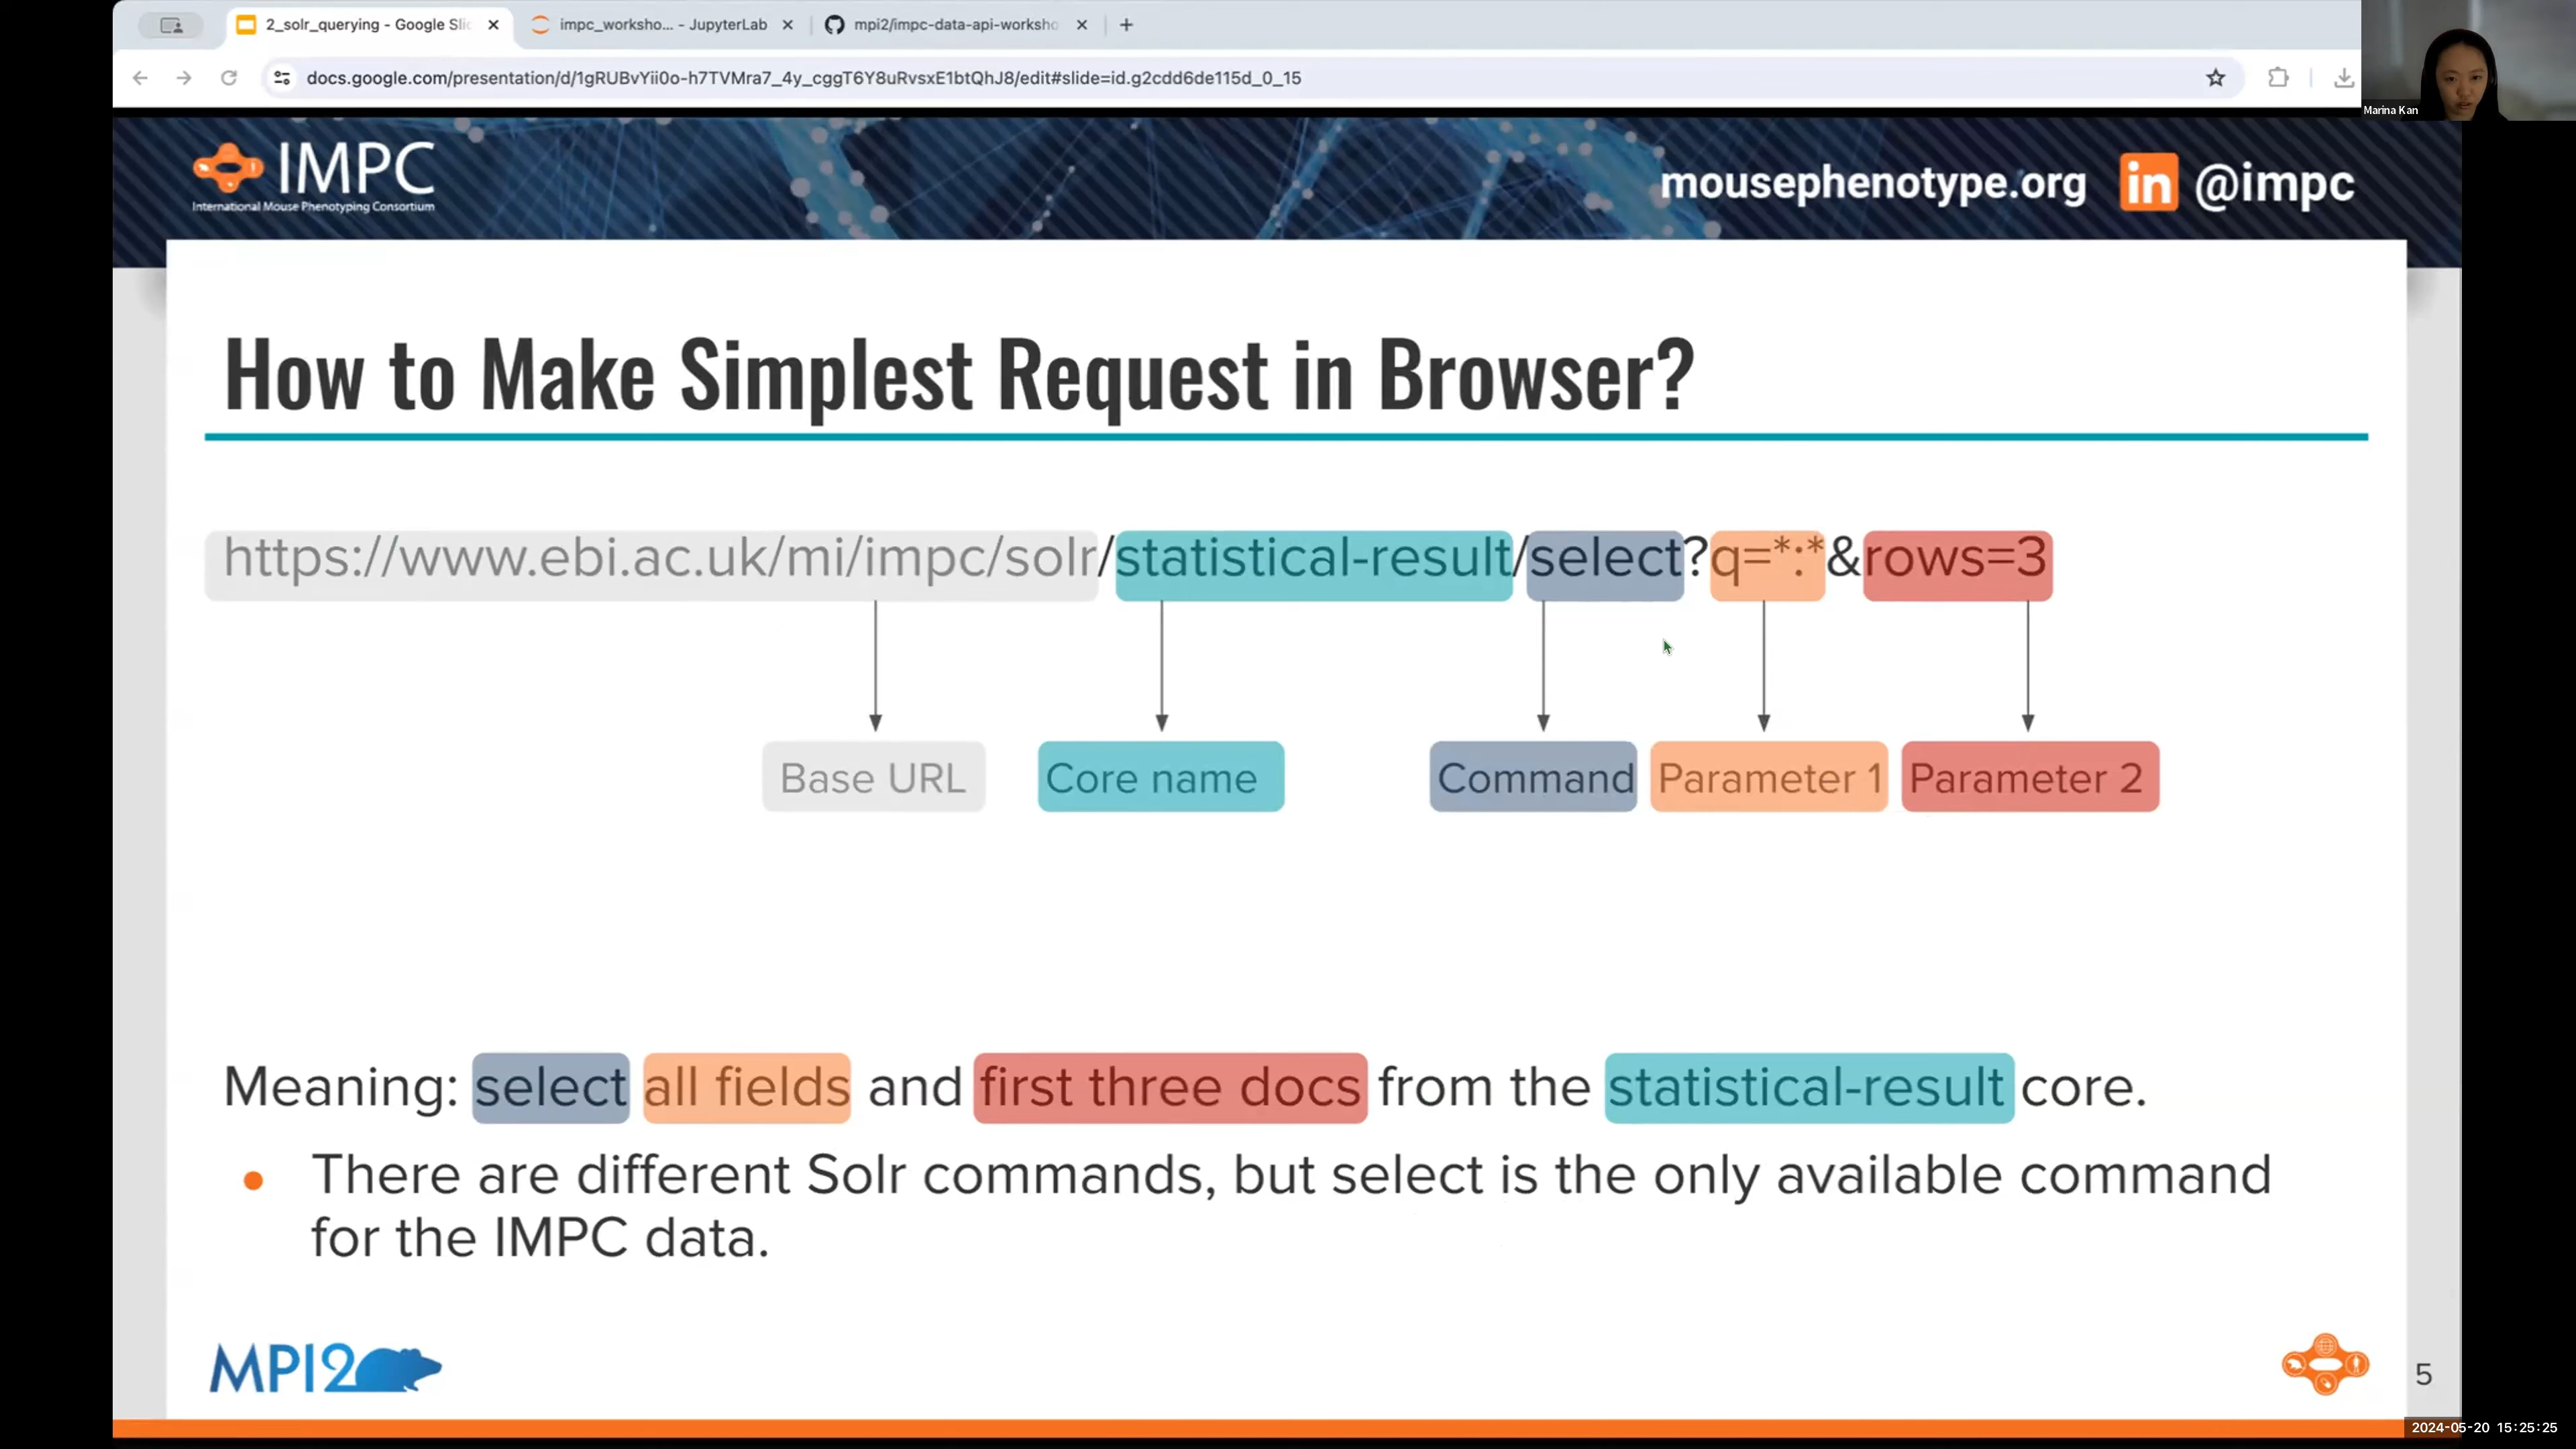 2_solr_querying - Google Slic
impc_worksho... - JupyterLab
mpi2/impc-data-api-worksho
docs.google.com/presentation/d/1gRUBvYii0o-h7TVMra7_4y_cggT6Y8uRvsxE1btQhJ8/edit#slide=id.g2cdd6de115d_0_15
Marina Kan
IMPC
International Mouse Phenotyping Consortium
mousephenotype.org in @impc
How to Make Simplest Request in Browser?
https://www.ebi.ac.uk/mi/impc/solr/statistical-result/select?q=*:*&rows=3
Base URL Core name Command Parameter 1 Parameter 2
Meaning: select all fields and first three docs from the statistical-result core.
• There are different Solr commands, but select is the only available command
for the IMPC data.
MPI2
5
2024-05-20 15:25:25